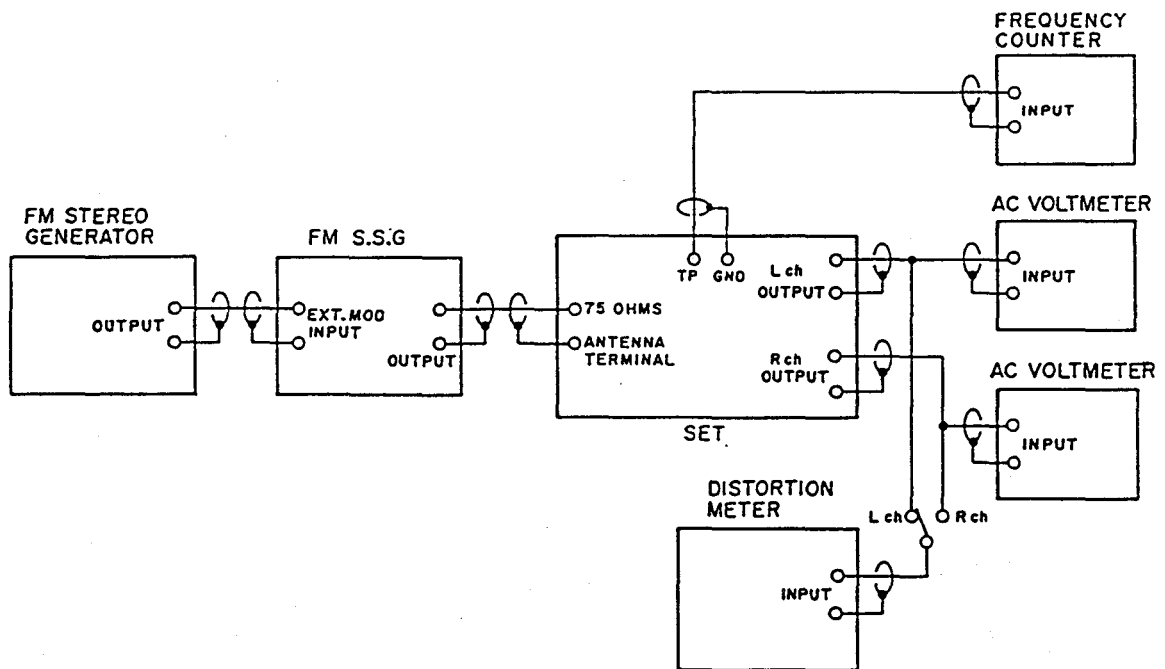 FREQUENCY
COUNTER
INPUT
FM STEREO
GENERATOR
OUTPUT
FM S.S.G
EXT.MOD
INPUT
OUTPUT
75 OHMS
ANTENNA
TERMINAL
TP GND
L ch
OUTPUT
R ch
OUTPUT
SET
AC VOLTMETER
INPUT
AC VOLTMETER
INPUT
DISTORTION
METER
L ch R ch
INPUT